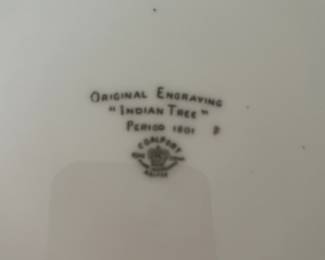 ORIGINAL ENGRAVING
"INDIAN TREE"
PERIOD 1801
COALPORT